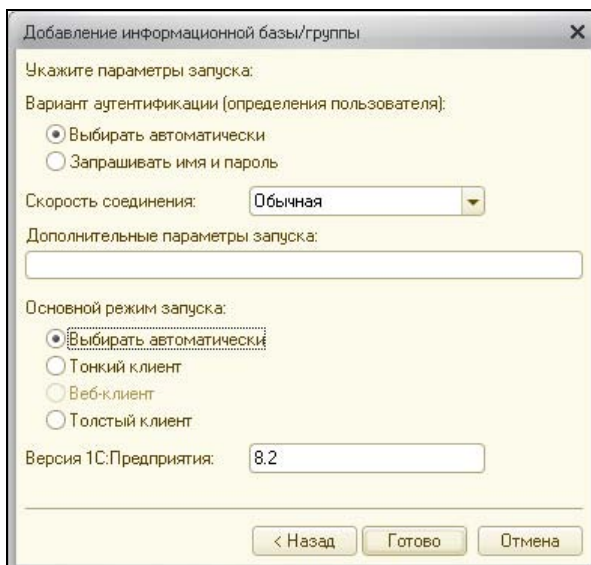 Добавление информационной базы/группы
Укажите параметры запуска:
Вариант аутентификации (определения пользователя):
Выбирать автоматически
Запрашивать имя и пароль
Скорость соединения: Обычная
Дополнительные параметры запуска:
Основной режим запуска:
Выбирать автоматически
Тонкий клиент
Веб-клиент
Толстый клиент
Версия 1С:Предприятия: 8.2
< Назад Готово Отмена